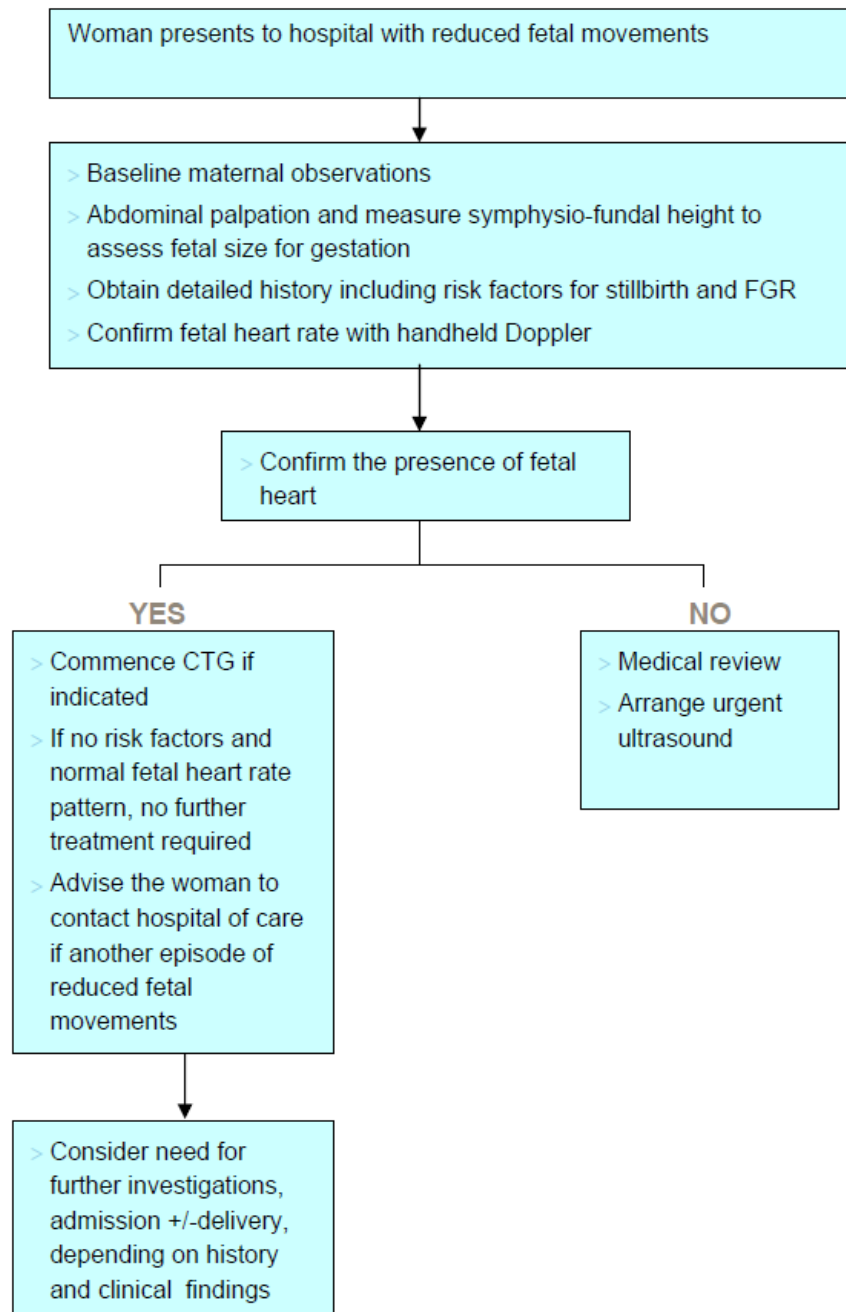 Woman presents to hospital with reduced fetal movements
> Baseline maternal observations
> Abdominal palpation and measure symphysio-fundal height to
assess fetal size for gestation
> Obtain detailed history including risk factors for stillbirth and FGR
> Confirm fetal heart rate with handheld Doppler
> Confirm the presence of fetal
heart
YES
> Commence CTG if
indicated
> If no risk factors and
normal fetal heart rate
pattern, no further
treatment required
> Advise the woman to
contact hospital of care
if another episode of
reduced fetal
movements
NO
> Medical review
> Arrange urgent
ultrasound
> Consider need for
further investigations,
admission +/-delivery,
depending on history
and clinical findings